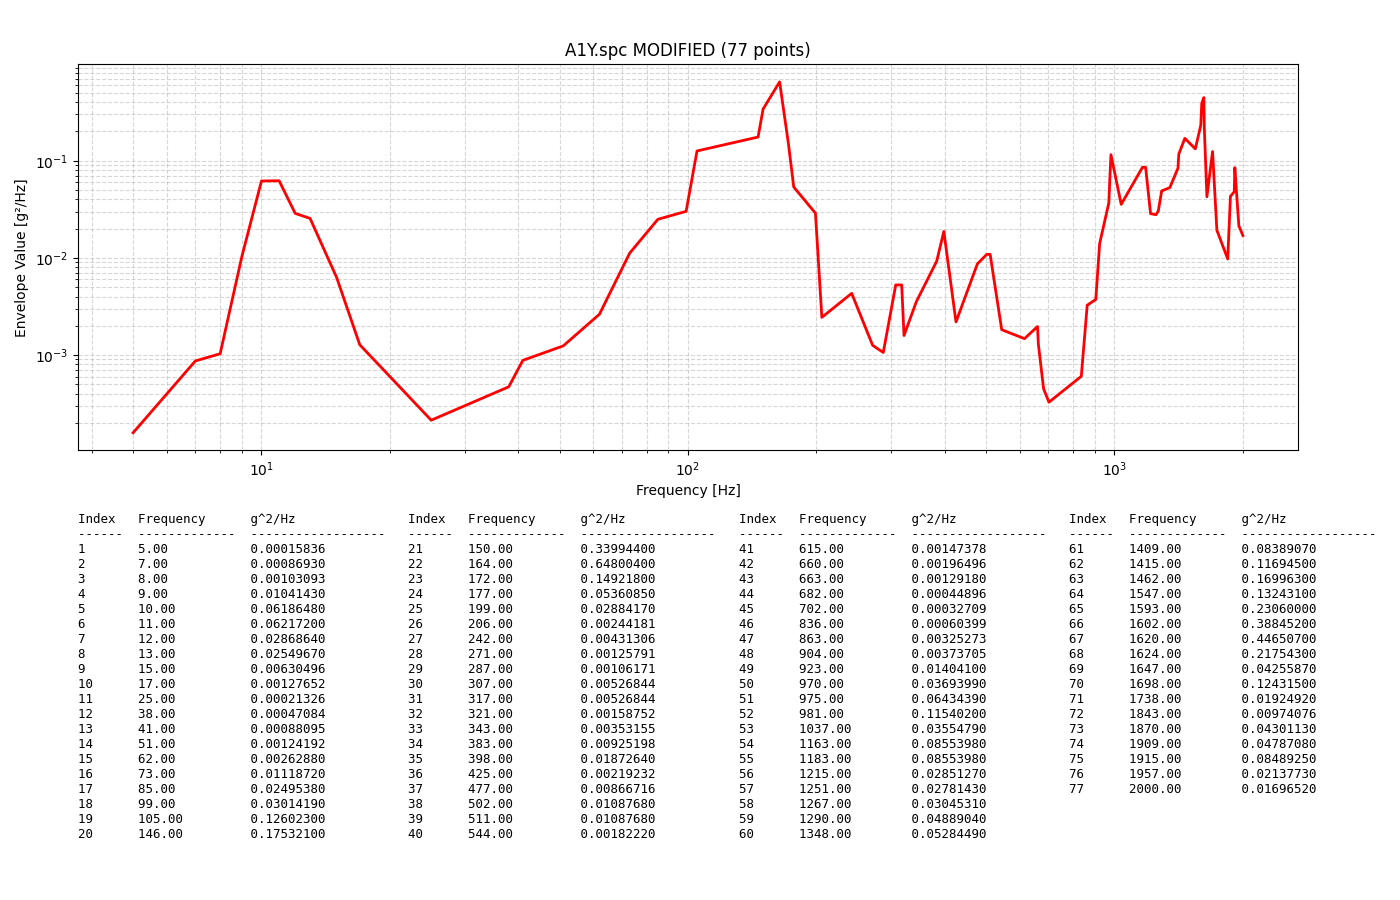 A1Y.spc MODIFIED (77 points)
Envelope Value [g²/Hz]
10⁻¹
10⁻²
10⁻³
10¹ 10² 10³
Frequency [Hz]
Index Frequency g^2/Hz Index Frequency g^2/Hz Index Frequency g^2/Hz Index Frequency g^2/Hz
------ ------------- ------------------ ------ ------------- ------------------ ------ ------------- ------------------ ------ ------------- ------------------
1 5.00 0.00015836 21 150.00 0.33994400 41 615.00 0.00147378 61 1409.00 0.08389070
2 7.00 0.00086930 22 164.00 0.64800400 42 660.00 0.00196496 62 1415.00 0.11694500
3 8.00 0.00103093 23 172.00 0.14921800 43 663.00 0.00129180 63 1462.00 0.16996300
4 9.00 0.01041430 24 177.00 0.05360850 44 682.00 0.00044896 64 1547.00 0.13243100
5 10.00 0.06186480 25 199.00 0.02884170 45 702.00 0.00032709 65 1593.00 0.23060000
6 11.00 0.06217200 26 206.00 0.00244181 46 836.00 0.00060399 66 1602.00 0.38845200
7 12.00 0.02868640 27 242.00 0.00431306 47 863.00 0.00325273 67 1620.00 0.44650700
8 13.00 0.02549670 28 271.00 0.00125791 48 904.00 0.00373705 68 1624.00 0.21754300
9 15.00 0.00630496 29 287.00 0.00106171 49 923.00 0.01404100 69 1647.00 0.04255870
10 17.00 0.00127652 30 307.00 0.00526844 50 970.00 0.03693990 70 1698.00 0.12431500
11 25.00 0.00021326 31 317.00 0.00526844 51 975.00 0.06434390 71 1738.00 0.01924920
12 38.00 0.00047084 32 321.00 0.00158752 52 981.00 0.11540200 72 1843.00 0.00974076
13 41.00 0.00088095 33 343.00 0.00353155 53 1037.00 0.03554790 73 1870.00 0.04301130
14 51.00 0.00124192 34 383.00 0.00925198 54 1163.00 0.08553980 74 1909.00 0.04787080
15 62.00 0.00262880 35 398.00 0.01872640 55 1183.00 0.08553980 75 1915.00 0.08489250
16 73.00 0.01118720 36 425.00 0.00219232 56 1215.00 0.02851270 76 1957.00 0.02137730
17 85.00 0.02495380 37 477.00 0.00866716 57 1251.00 0.02781430 77 2000.00 0.01696520
18 99.00 0.03014190 38 502.00 0.01087680 58 1267.00 0.03045310
19 105.00 0.12602300 39 511.00 0.01087680 59 1290.00 0.04889040
20 146.00 0.17532100 40 544.00 0.00182220 60 1348.00 0.05284490